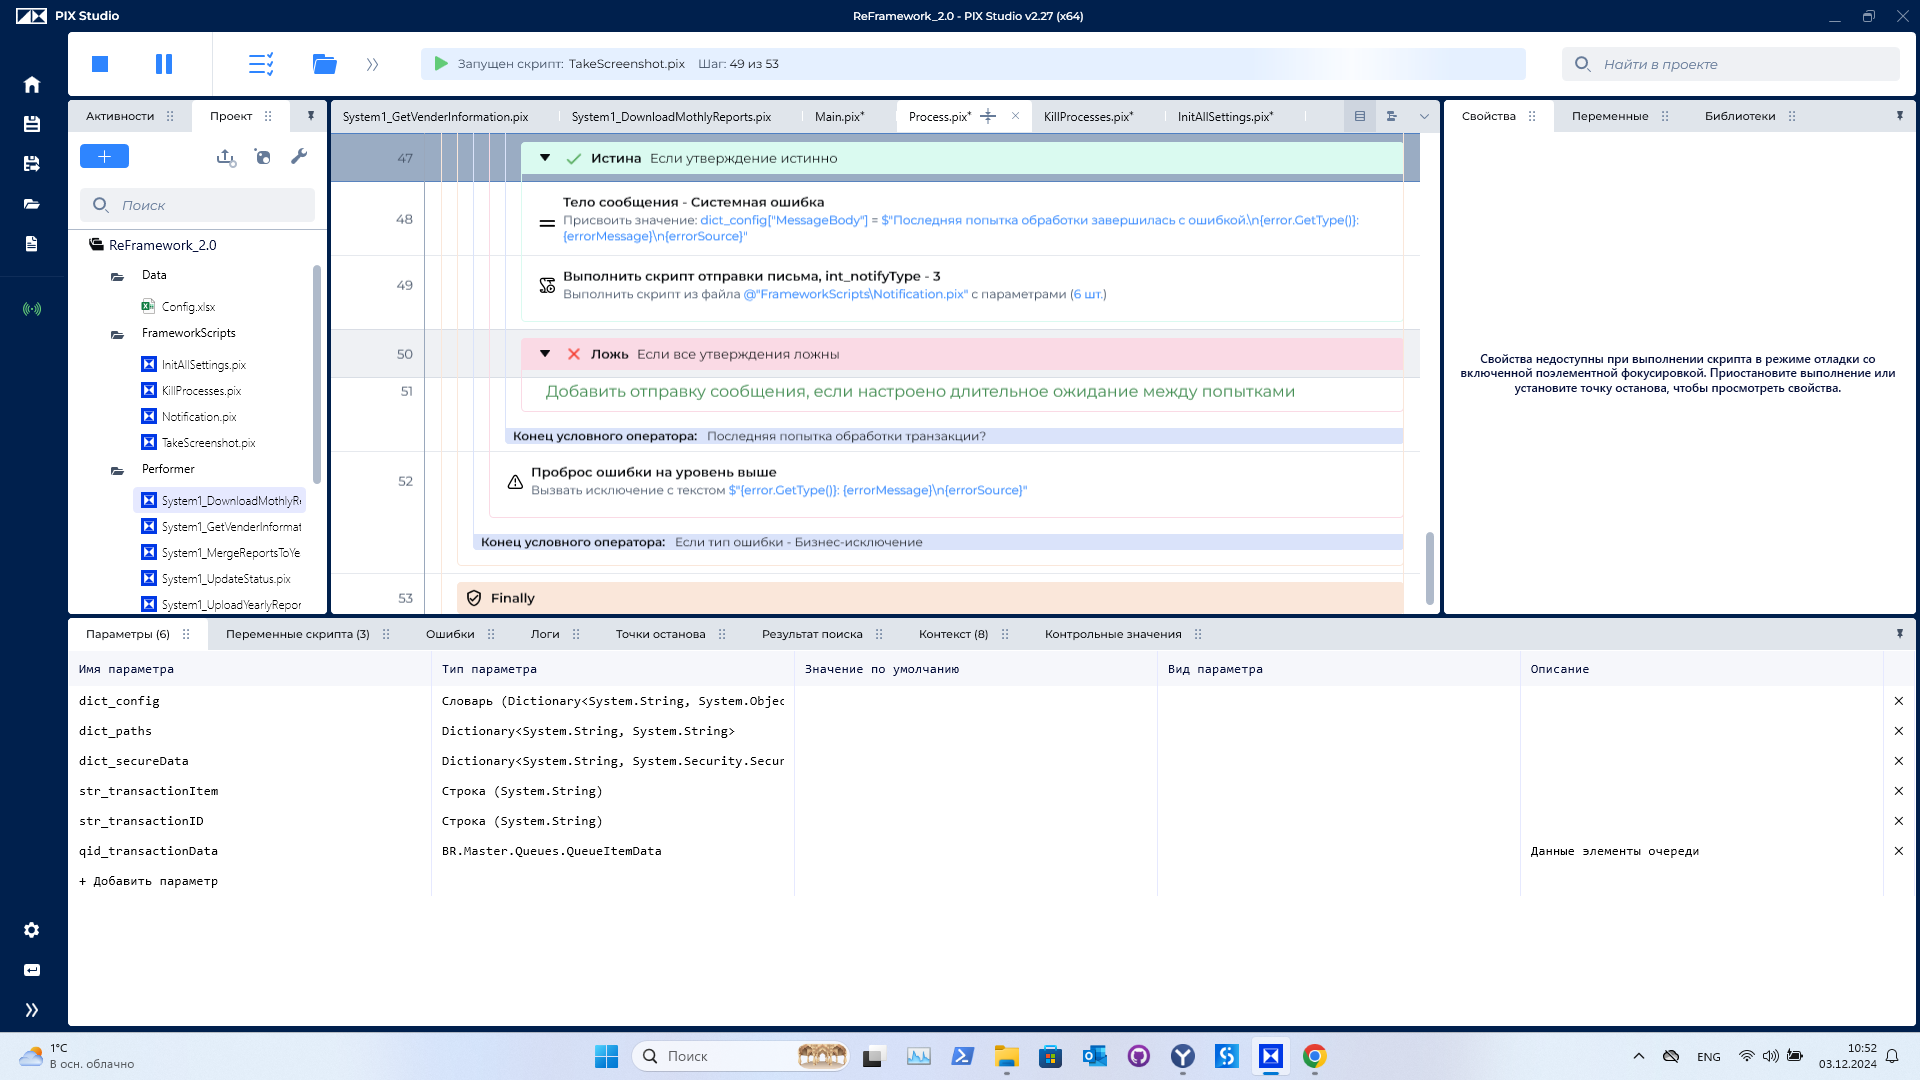 PIX Studio
ReFramework_2.0 - PIX Studio v2.27 (x64)
Запущен скрипт: TakeScreenshot.pix Шаг: 49 из 53
Найти в проекте
Активности
Проект
System1_GetVenderInformation.pix
System1_DownloadMothlyReports.pix
Main.pix*
Process.pix*
KillProcesses.pix*
InitAllSettings.pix*
Свойства
Переменные
Библиотеки
Поиск
ReFramework_2.0
Data
Config.xlsx
FrameworkScripts
InitAllSettings.pix
KillProcesses.pix
Notification.pix
TakeScreenshot.pix
Performer
System1_DownloadMothlyRe
System1_GetVenderInformat
System1_MergeReportsToYe
System1_UpdateStatus.pix
System1_UploadYearlyRepor
47 Истина Если утверждение истинно
48 Тело сообщения - Системная ошибка
Присвоить значение: dict_config["MessageBody"] = $"Последняя попытка обработки завершилась с ошибкой.\n{error.GetType()}:
{errorMessage}\n{errorSource}"
49 Выполнить скрипт отправки письма, int_notifyType - 3
Выполнить скрипт из файла @"FrameworkScripts\Notification.pix" с параметрами (6 шт.)
50 Ложь Если все утверждения ложны
51 Добавить отправку сообщения, если настроено длительное ожидание между попытками
Конец условного оператора: Последняя попытка обработки транзакции?
52 Проброс ошибки на уровень выше
Вызвать исключение с текстом $"{error.GetType()}: {errorMessage}\n{errorSource}"
Конец условного оператора: Если тип ошибки - Бизнес-исключение
53 Finally
Свойства недоступны при выполнении скрипта в режиме отладки со
включенной поэлементной фокусировкой. Приостановите выполнение или
установите точку останова, чтобы просмотреть свойства.
Параметры (6)
Переменные скрипта (3)
Ошибки
Логи
Точки останова
Результат поиска
Контекст (8)
Контрольные значения
Имя параметра Тип параметра Значение по умолчанию Вид параметра Описание
dict_config Словарь (Dictionary<System.String, System.Objec
dict_paths Dictionary<System.String, System.String>
dict_secureData Dictionary<System.String, System.Security.Secur
str_transactionItem Строка (System.String)
str_transactionID Строка (System.String)
qid_transactionData BR.Master.Queues.QueueItemData Данные элементы очереди
+ Добавить параметр
1°C
В осн. облачно
Поиск
ENG
10:52
03.12.2024